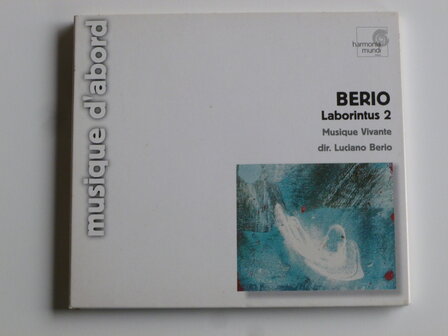 musique d'abord
harmonia
mundi
BERIO
Laborintus 2
Musique Vivante
dir. Luciano Berio